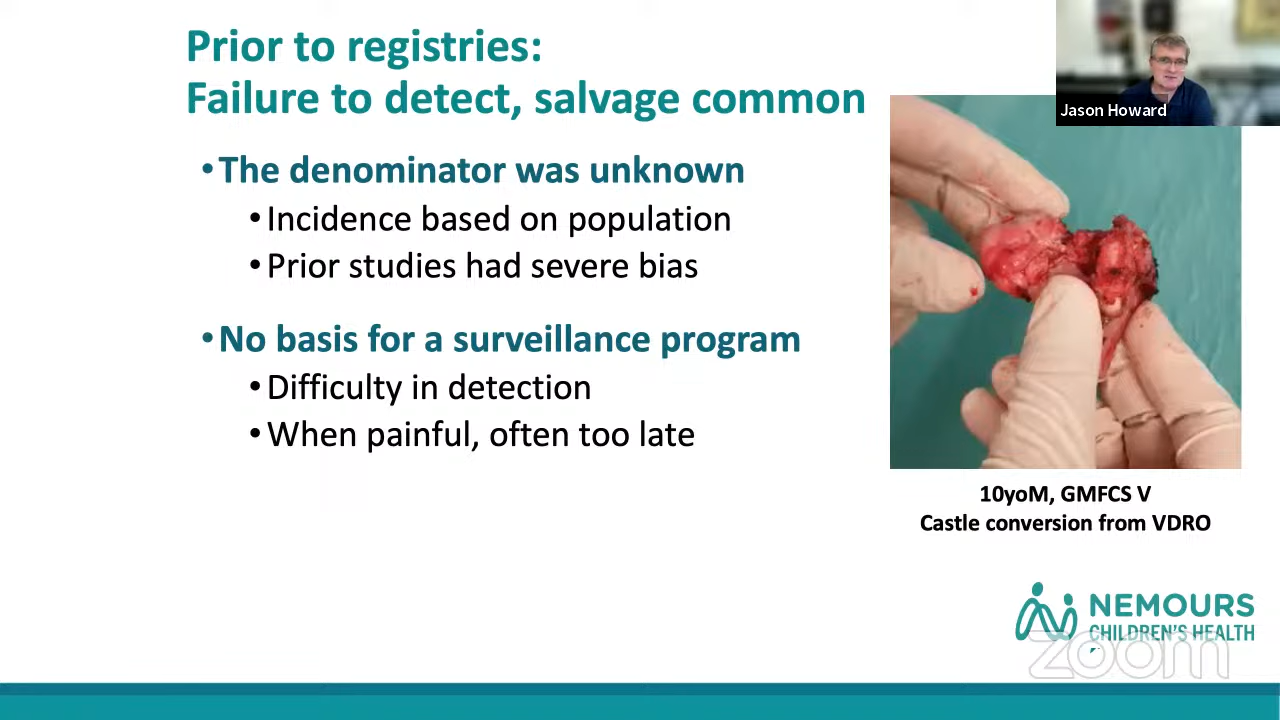 Prior to registries:
Failure to detect, salvage common
Jason Howard
•The denominator was unknown
•Incidence based on population
•Prior studies had severe bias
•No basis for a surveillance program
•Difficulty in detection
•When painful, often too late
10yoM, GMFCS V
Castle conversion from VDRO
NEMOURS
CHILDREN'S HEALTH
zoom